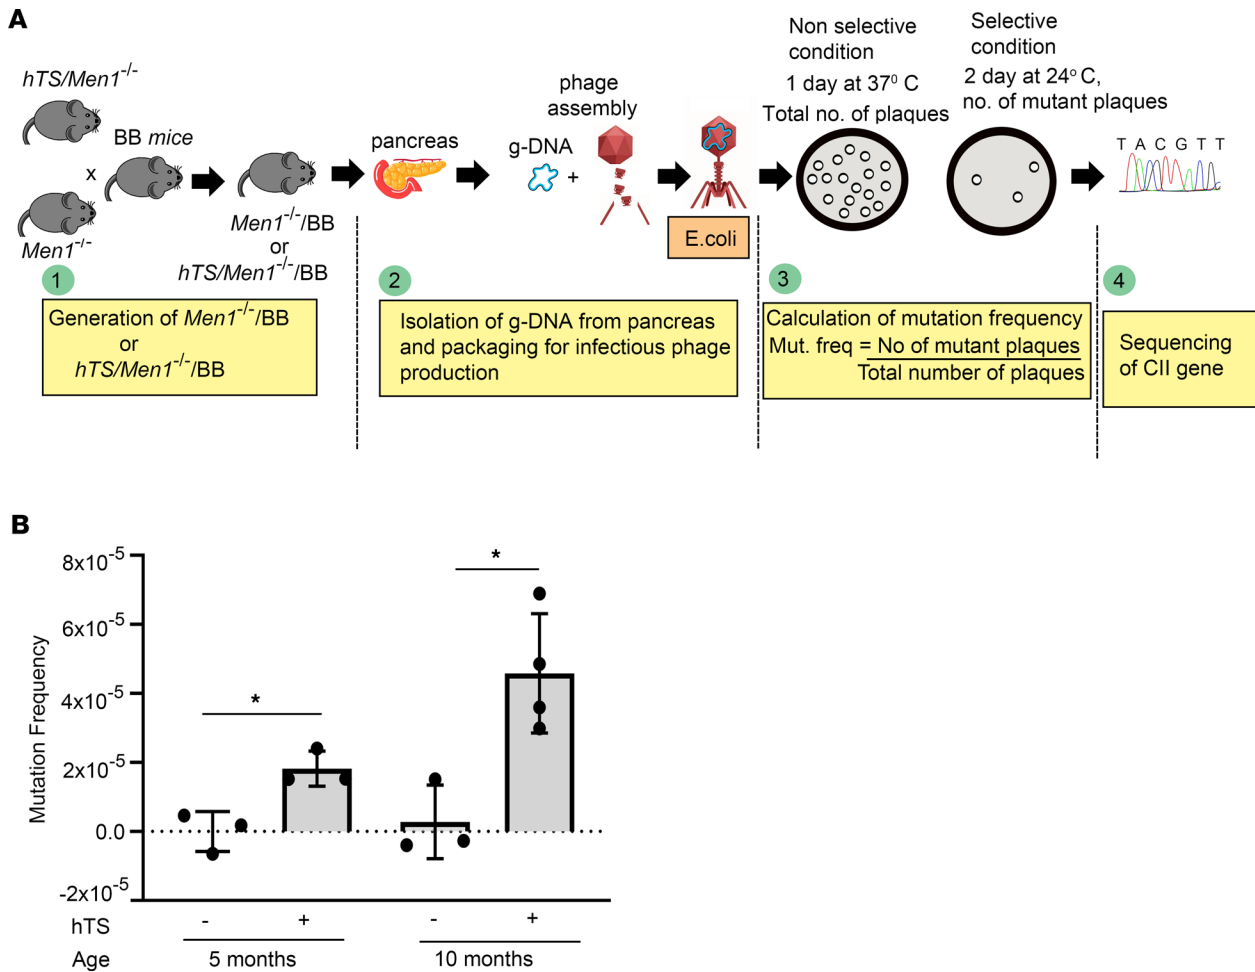 A
hTS/Men1-/-
BB mice
x
Men1-/-
Men1-/-/BB
or
hTS/Men1-/-/BB
pancreas
phage
assembly
g-DNA
+
E.coli
Non selective
condition
1 day at 37⁰ C
Total no. of plaques
Selective
condition
2 day at 24° C,
no. of mutant plaques
T A C G T T
1
Generation of Men1-/-/BB
or
hTS/Men1-/-/BB
2
Isolation of g-DNA from pancreas
and packaging for infectious phage
production
3
Calculation of mutation frequency
Mut. freq = No of mutant plaques
Total number of plaques
4
Sequencing
of CII gene
B
Mutation Frequency
8x10-5
6x10-5
4x10-5
2x10-5
0.0
-2x10-5
*
*
hTS - + - +
Age 5 months 10 months